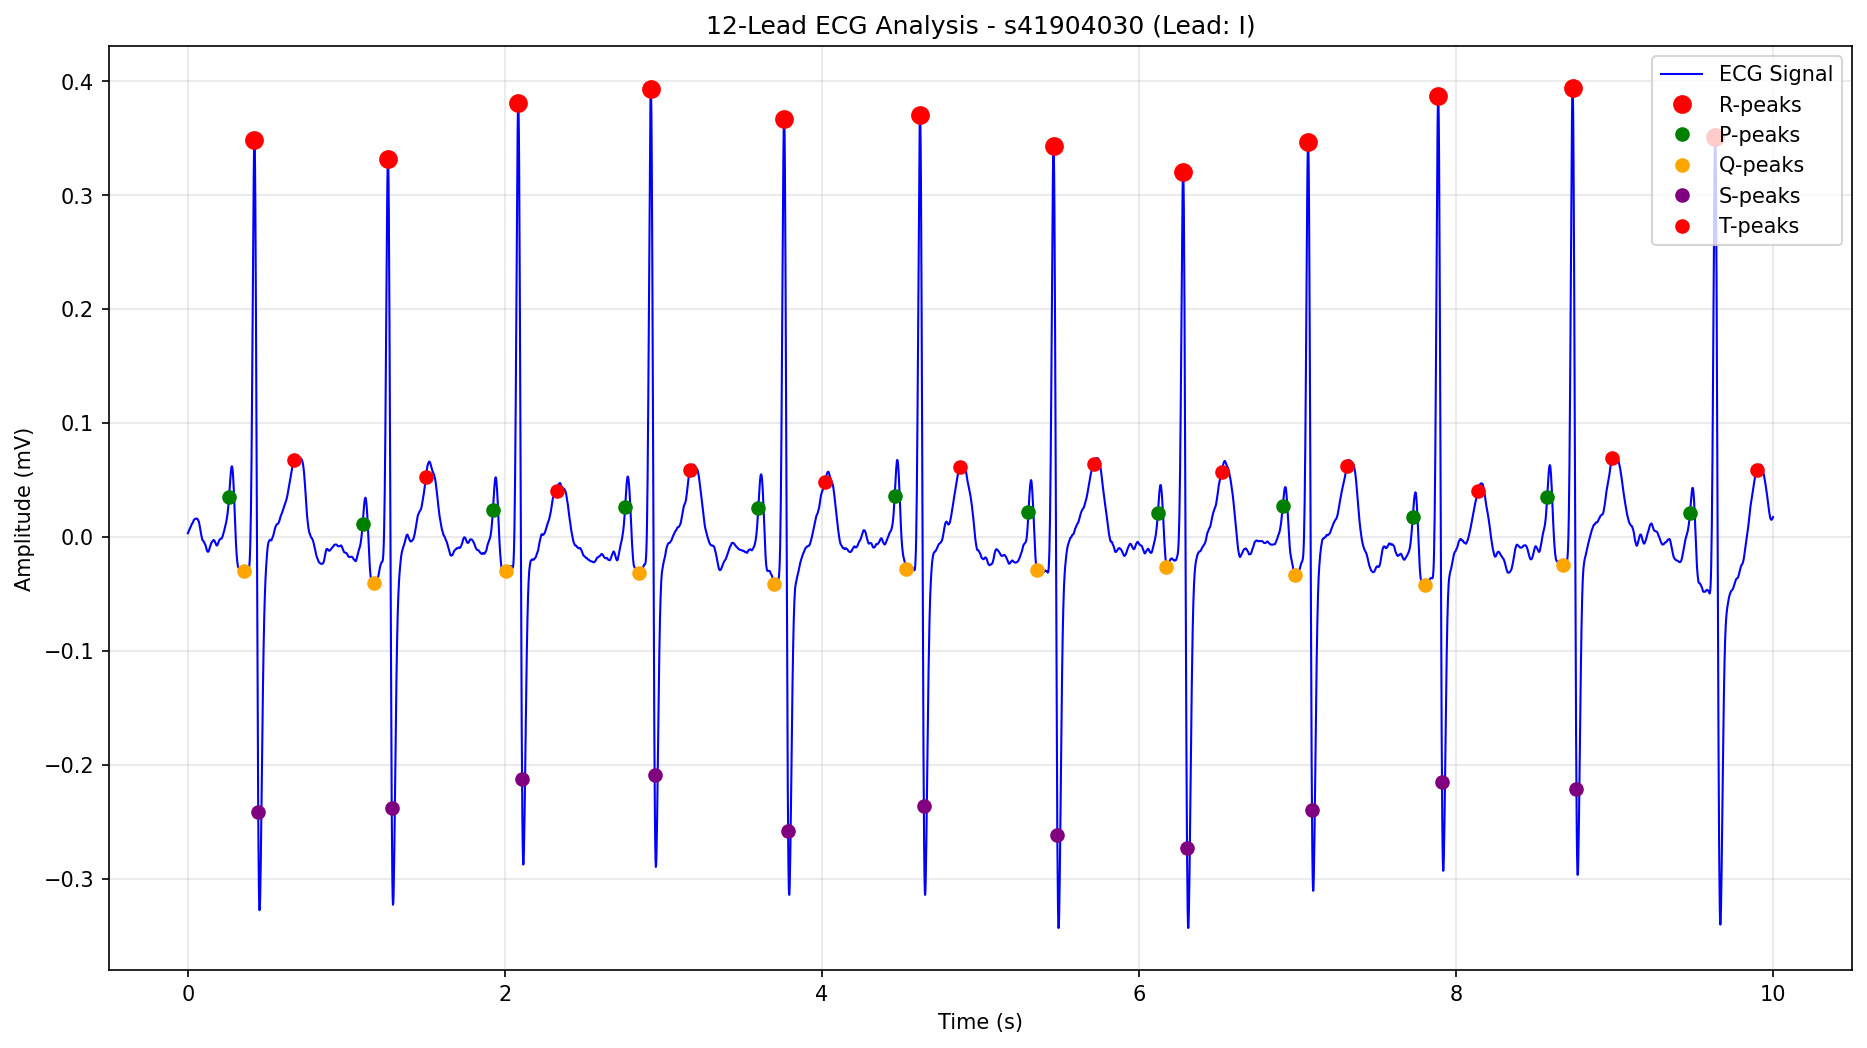 12-Lead ECG Analysis - s41904030 (Lead: I)
ECG Signal
R-peaks
P-peaks
Q-peaks
S-peaks
T-peaks
Amplitude (mV)
0.4
0.3
0.2
0.1
0.0
−0.1
−0.2
−0.3
0 2 4 6 8 10
Time (s)